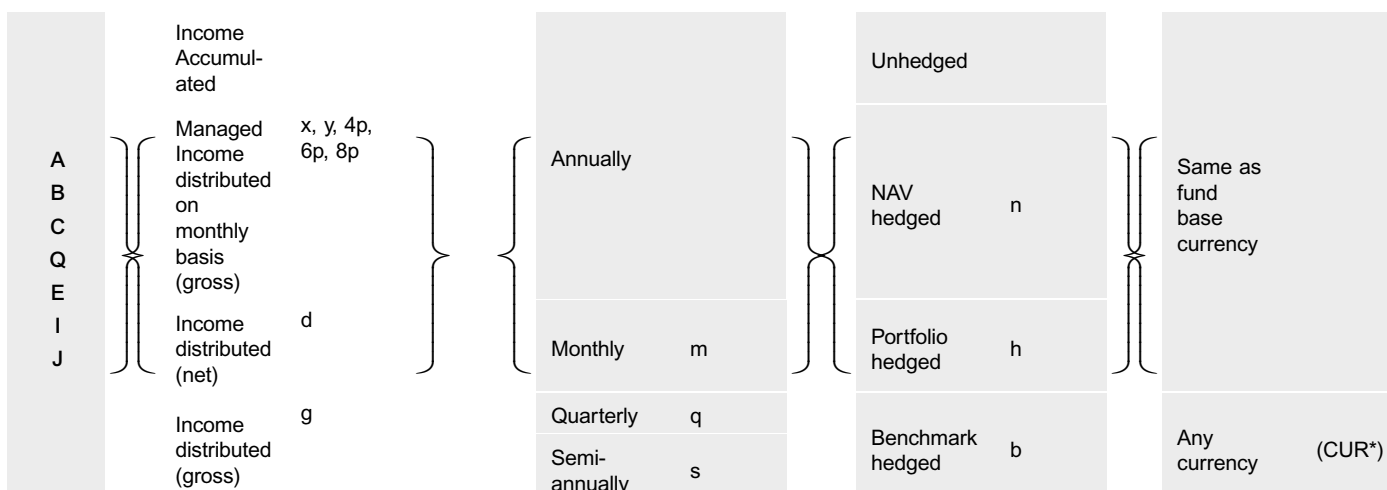 A
B
C
Q
E
I
J
Income
Accumul-
ated
Managed
Income
distributed
on
monthly
basis
(gross)
x, y, 4p,
6p, 8p
Income
distributed
(net)
d
Income
distributed
(gross)
g
Annually
Monthly m
Quarterly q
Semi-
annually
s
Unhedged
NAV
hedged
n
Portfolio
hedged
h
Benchmark
hedged
b
Same as
fund
base
currency
Any
currency
(CUR*)